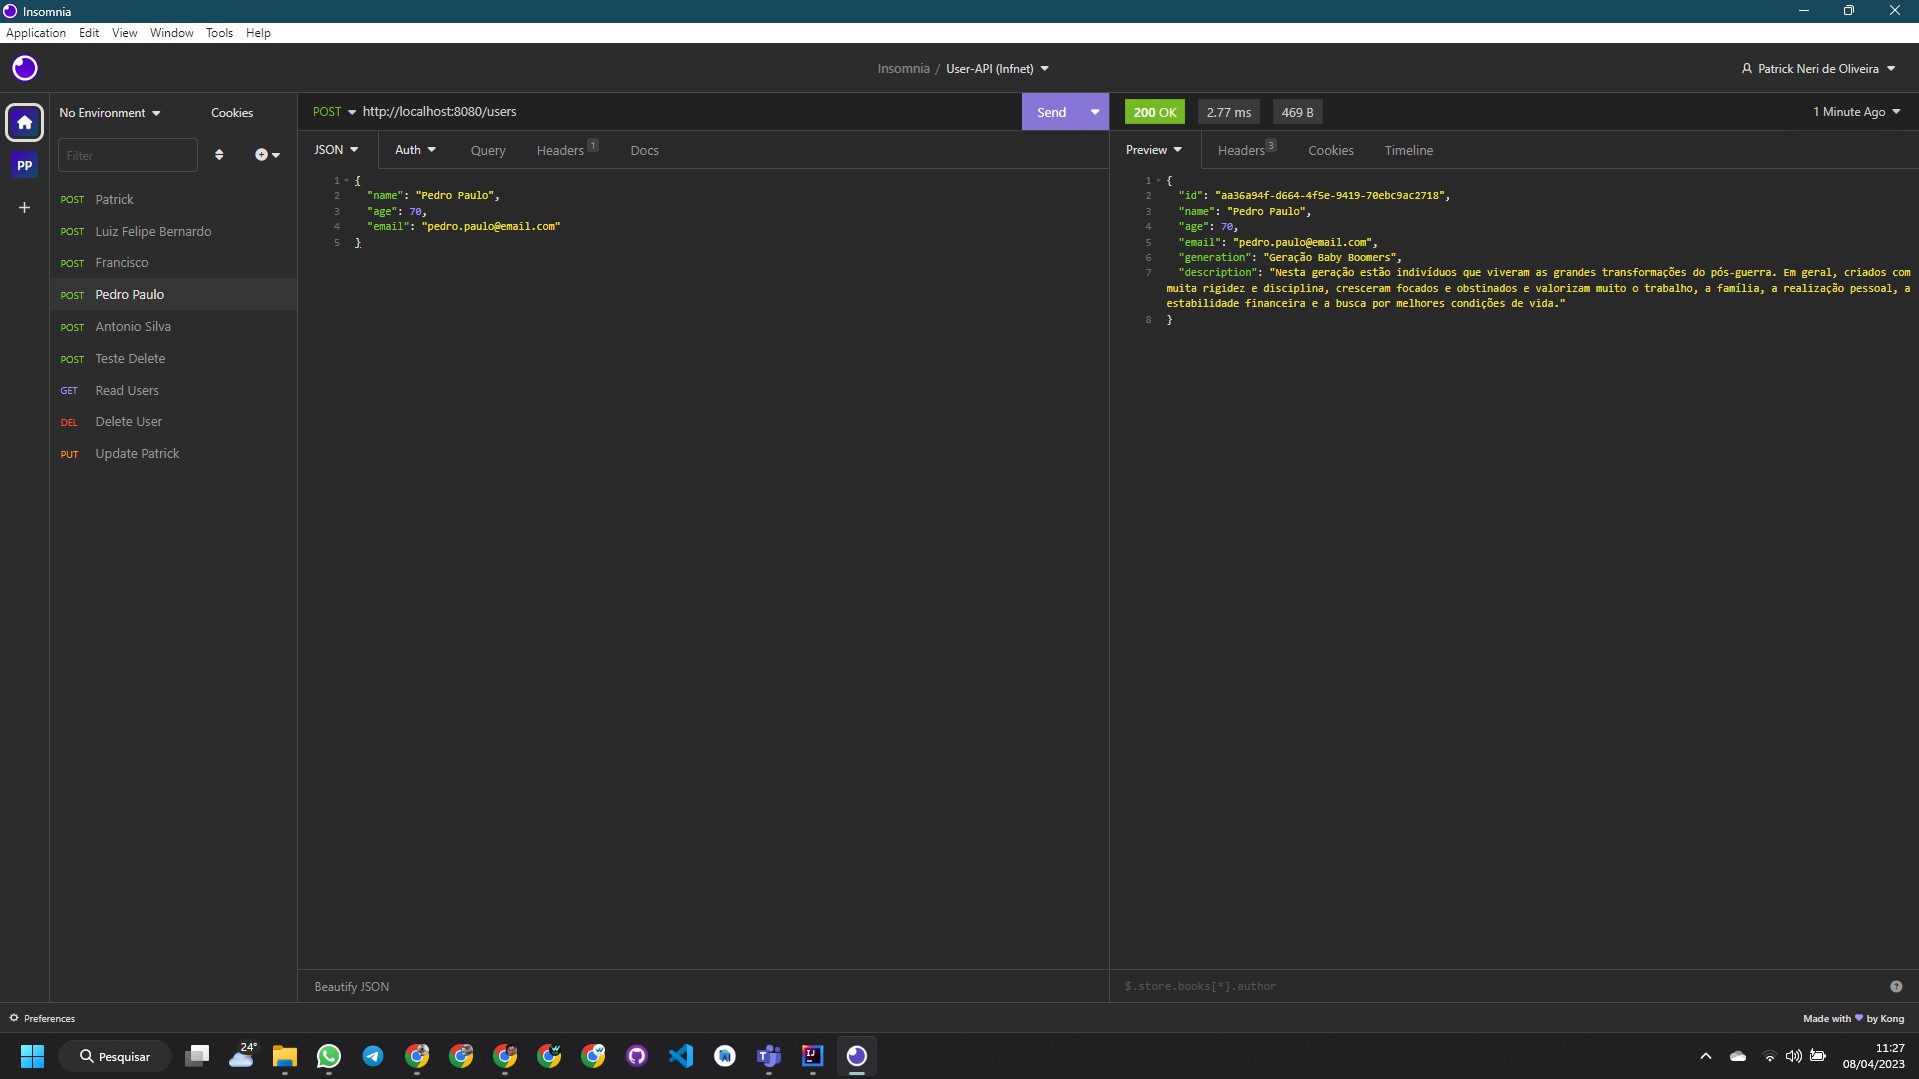 Insomnia
Application Edit View Window Tools Help
Insomnia / User-API (Infnet)
Patrick Neri de Oliveira
PP
No Environment
Cookies
Filter
POST Patrick
POST Luiz Felipe Bernardo
POST Francisco
POST Pedro Paulo
POST Antonio Silva
POST Teste Delete
GET Read Users
DEL Delete User
PUT Update Patrick
POST http://localhost:8080/users
Send
JSON Auth Query Headers 1 Docs
1 {
2 "name": "Pedro Paulo",
3 "age": 70,
4 "email": "pedro.paulo@email.com"
5 }
Beautify JSON
200 OK 2.77 ms 469 B
1 Minute Ago
Preview Headers 3 Cookies Timeline
1 {
2 "id": "aa36a94f-d664-4f5e-9419-70ebc9ac2718",
3 "name": "Pedro Paulo",
4 "age": 70,
5 "email": "pedro.paulo@email.com",
6 "generation": "Geração Baby Boomers",
7 "description": "Nesta geração estão indivíduos que viveram as grandes transformações do pós-guerra. Em geral, criados com
muita rigidez e disciplina, cresceram focados e obstinados e valorizam muito o trabalho, a família, a realização pessoal, a
estabilidade financeira e a busca por melhores condições de vida."
8 }
$.store.books[*].author
Preferences
Made with by Kong
Pesquisar
24°
11:27
08/04/2023